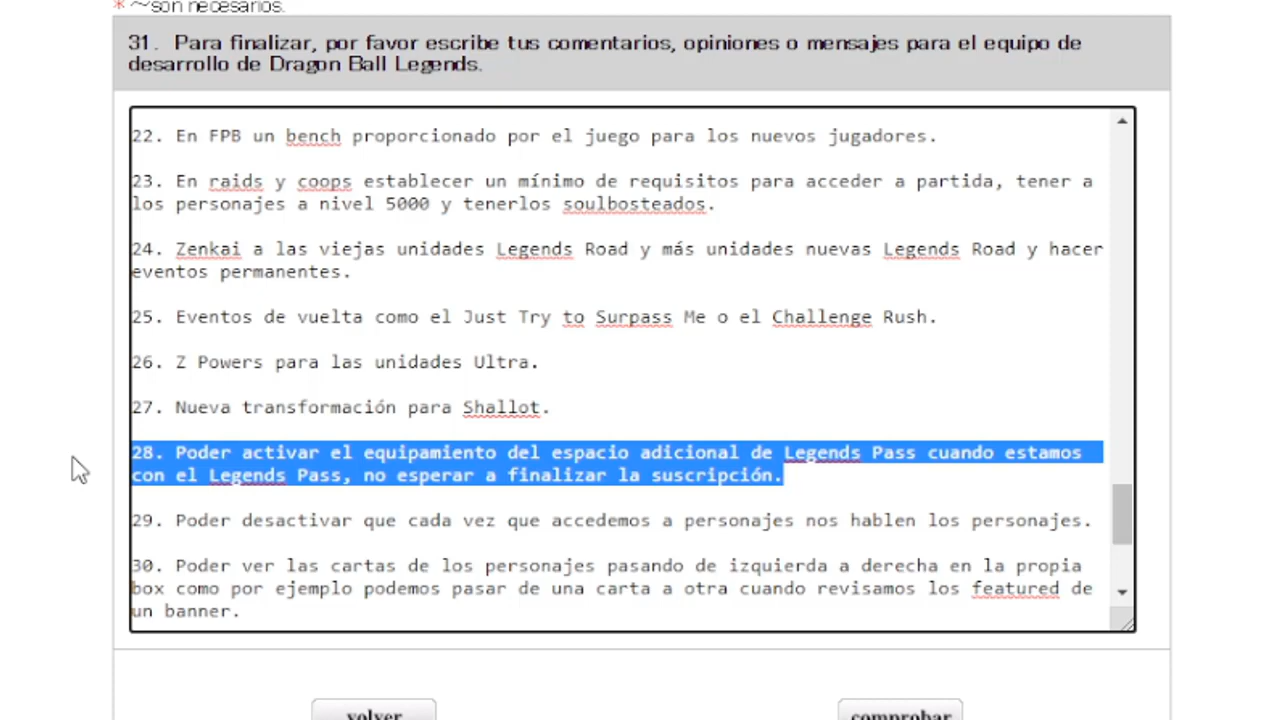 * ~son necesarios.
31. Para finalizar, por favor escribe tus comentarios, opiniones o mensajes para el equipo de
desarrollo de Dragon Ball Legends.
22. En FPB un bench proporcionado por el juego para los nuevos jugadores.
23. En raids y coops establecer un mínimo de requisitos para acceder a partida, tener a
los personajes a nivel 5000 y tenerlos soulbosteados.
24. Zenkai a las viejas unidades Legends Road y más unidades nuevas Legends Road y hacer
eventos permanentes.
25. Eventos de vuelta como el Just Try to Surpass Me o el Challenge Rush.
26. Z Powers para las unidades Ultra.
27. Nueva transformación para Shallot.
28. Poder activar el equipamiento del espacio adicional de Legends Pass cuando estamos
con el Legends Pass, no esperar a finalizar la suscripción.
29. Poder desactivar que cada vez que accedemos a personajes nos hablen los personajes.
30. Poder ver las cartas de los personajes pasando de izquierda a derecha en la propia
box como por ejemplo podemos pasar de una carta a otra cuando revisamos los featured de
un banner.
volver comprobar